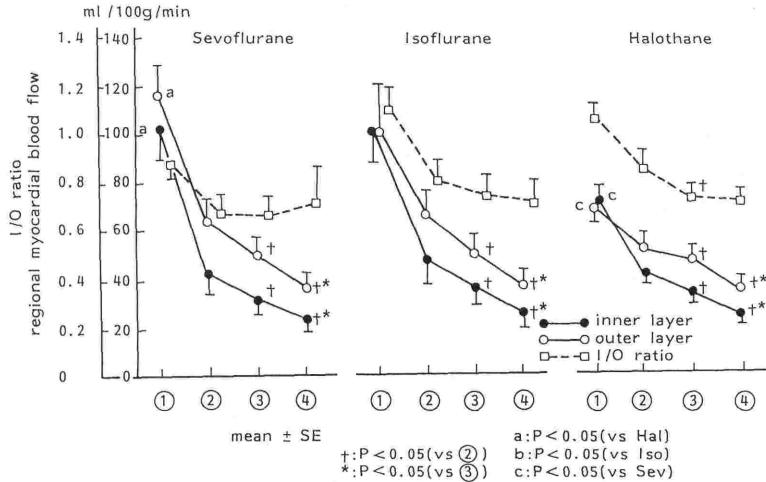 ml /100g/min
Sevoflurane Isoflurane Halothane
I/O ratio
regional myocardial blood flow
1.4 140
1.2 120
1.0 100
0.8 80
0.6 60
0.4 40
0.2 20
0 0
a
a
†
†
†*
†*
†
†
†*
†*
c
c
†
†
†
†*
†*
inner layer
outer layer
I/O ratio
① ② ③ ④ ① ② ③ ④ ① ② ③ ④
mean ± SE
†:P<0.05(vs ②)
*:P<0.05(vs ③)
a:P<0.05(vs Hal)
b:P<0.05(vs Iso)
c:P<0.05(vs Sev)